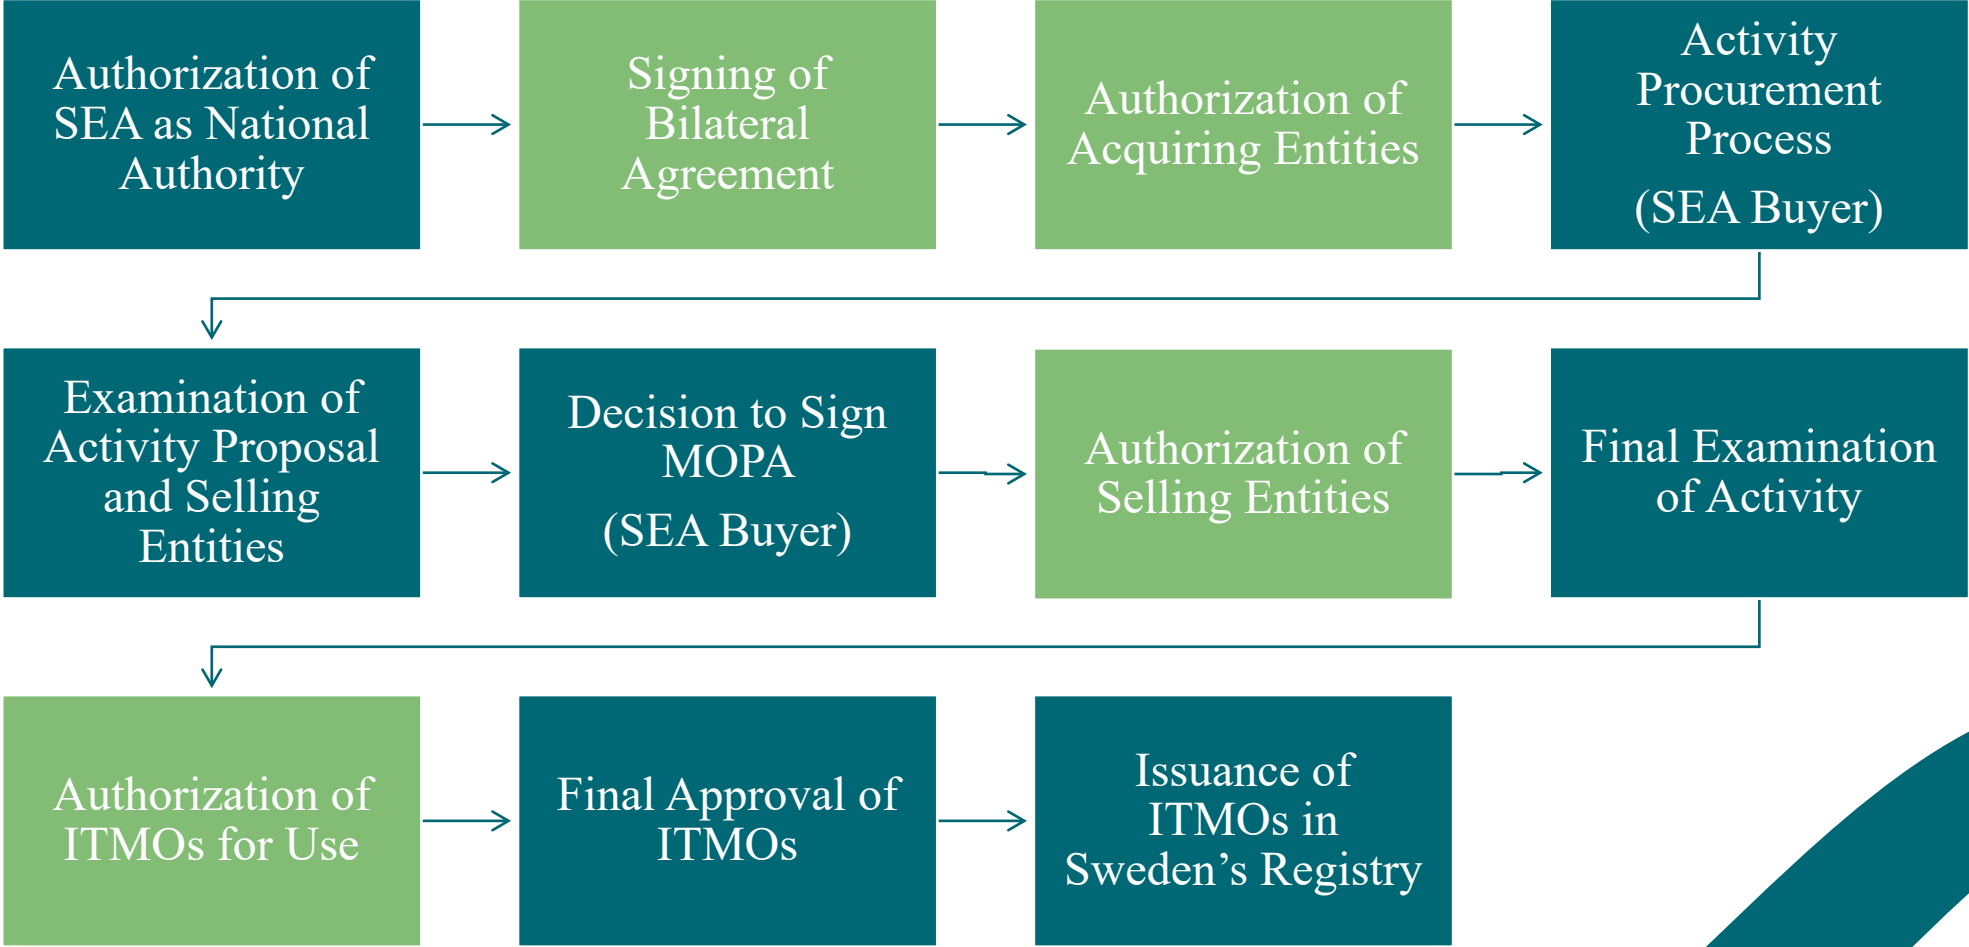 Authorization of
SEA as National
Authority
Signing of
Bilateral
Agreement
Authorization of
Acquiring Entities
Activity
Procurement
Process
(SEA Buyer)
Examination of
Activity Proposal
and Selling
Entities
Decision to Sign
MOPA
(SEA Buyer)
Authorization of
Selling Entities
Final Examination
of Activity
Authorization of
ITMOs for Use
Final Approval of
ITMOs
Issuance of
ITMOs in
Sweden’s Registry